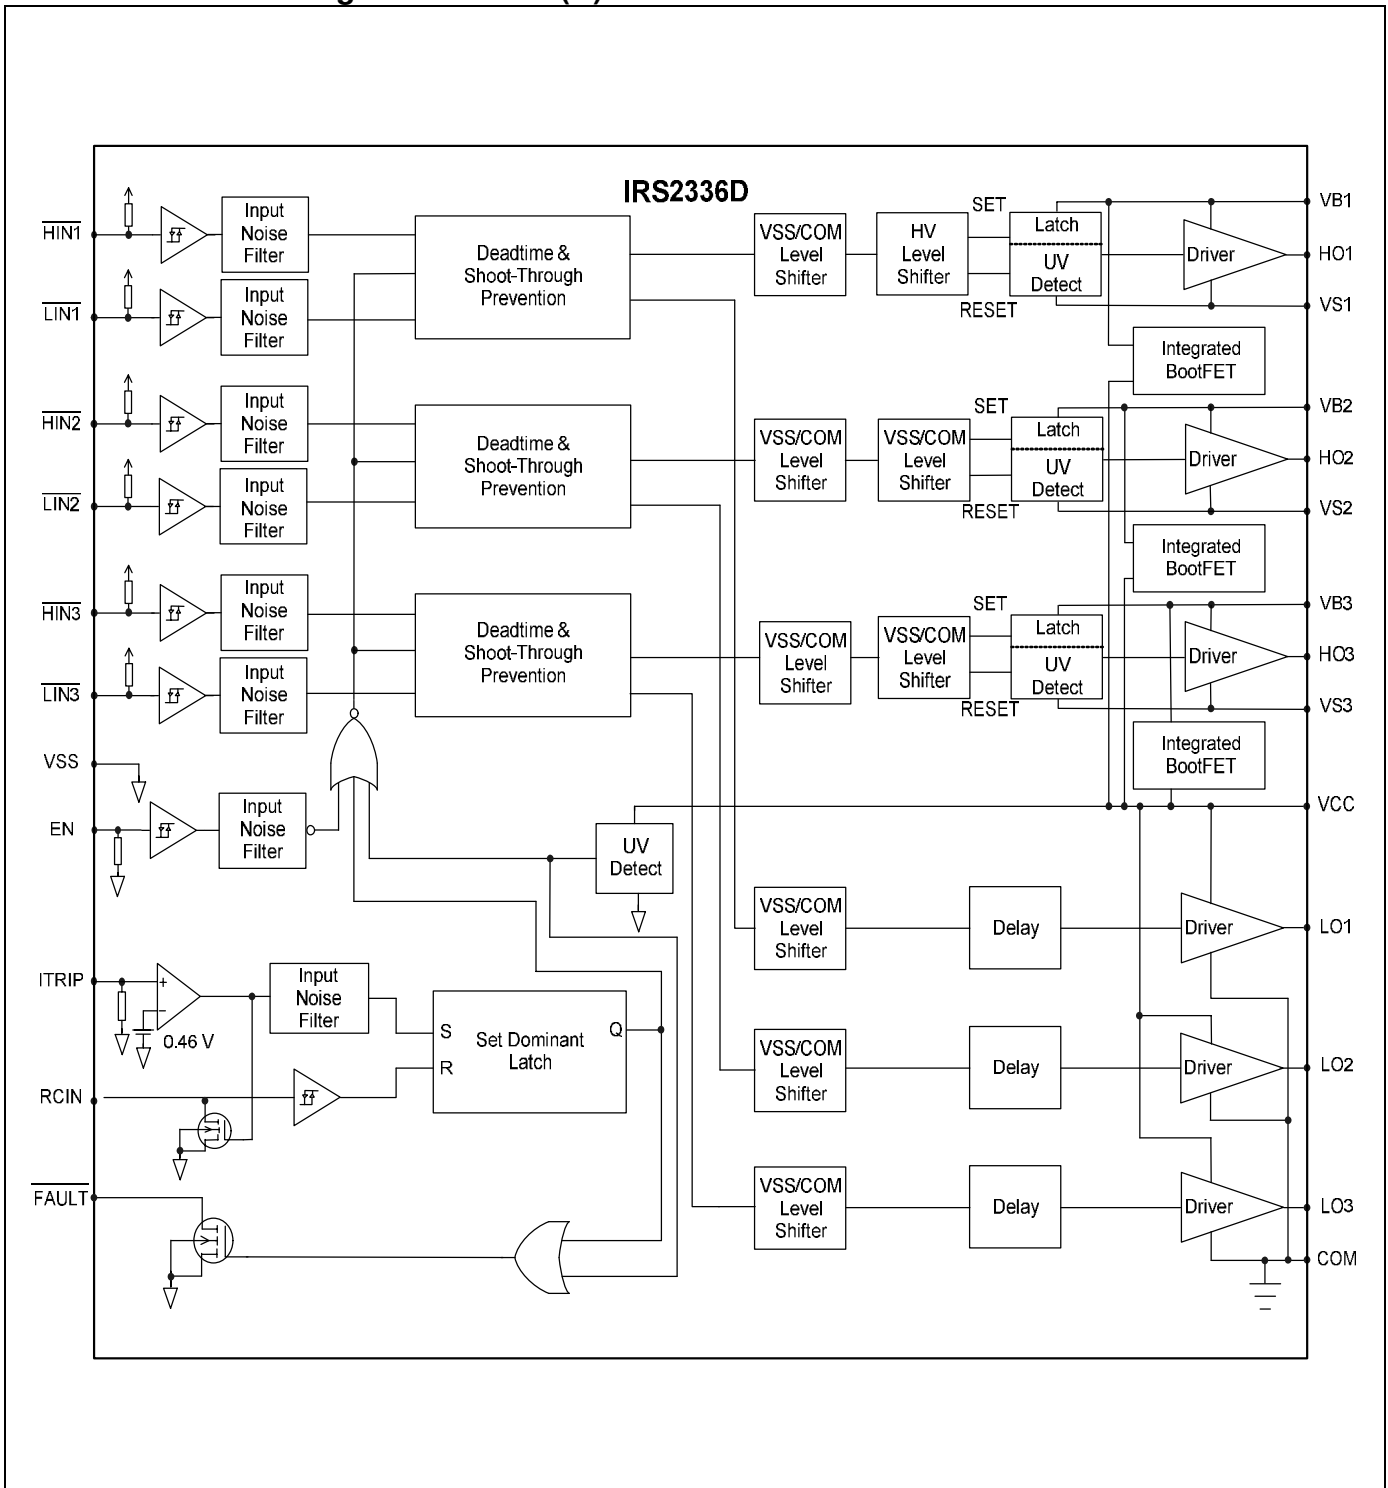 IRS2336D
HIN1
Input
Noise
Filter
LIN1
Input
Noise
Filter
Deadtime &
Shoot-Through
Prevention
VSS/COM
Level
Shifter
HV
Level
Shifter
SET
RESET
Latch
UV
Detect
Driver
VB1
HO1
VS1
Integrated
BootFET
HIN2
Input
Noise
Filter
LIN2
Input
Noise
Filter
Deadtime &
Shoot-Through
Prevention
VSS/COM
Level
Shifter
VSS/COM
Level
Shifter
SET
RESET
Latch
UV
Detect
Driver
VB2
HO2
VS2
Integrated
BootFET
HIN3
Input
Noise
Filter
LIN3
Input
Noise
Filter
Deadtime &
Shoot-Through
Prevention
VSS/COM
Level
Shifter
VSS/COM
Level
Shifter
SET
RESET
Latch
UV
Detect
Driver
VB3
HO3
VS3
Integrated
BootFET
VSS
VCC
EN
Input
Noise
Filter
UV
Detect
VSS/COM
Level
Shifter
Delay
Driver
LO1
ITRIP
+
−
0.46 V
Input
Noise
Filter
S
R
Set Dominant
Latch
Q
VSS/COM
Level
Shifter
Delay
Driver
LO2
RCIN
FAULT
VSS/COM
Level
Shifter
Delay
Driver
LO3
COM